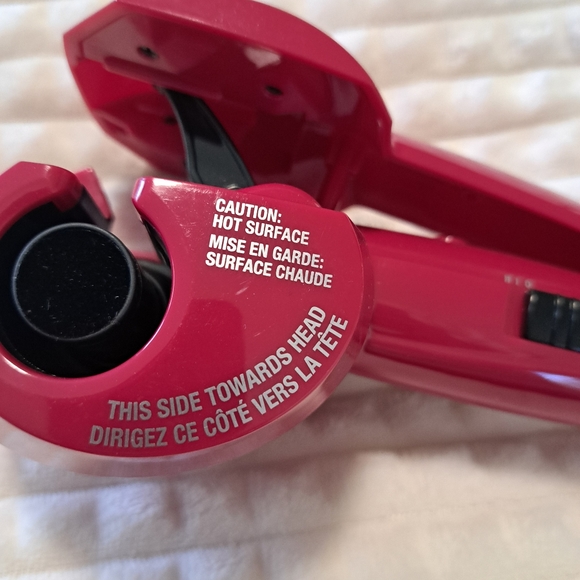 CAUTION:
HOT SURFACE
MISE EN GARDE:
SURFACE CHAUDE
THIS SIDE TOWARDS HEAD
DIRIGEZ CE CÔTÉ VERS LA TÊTE